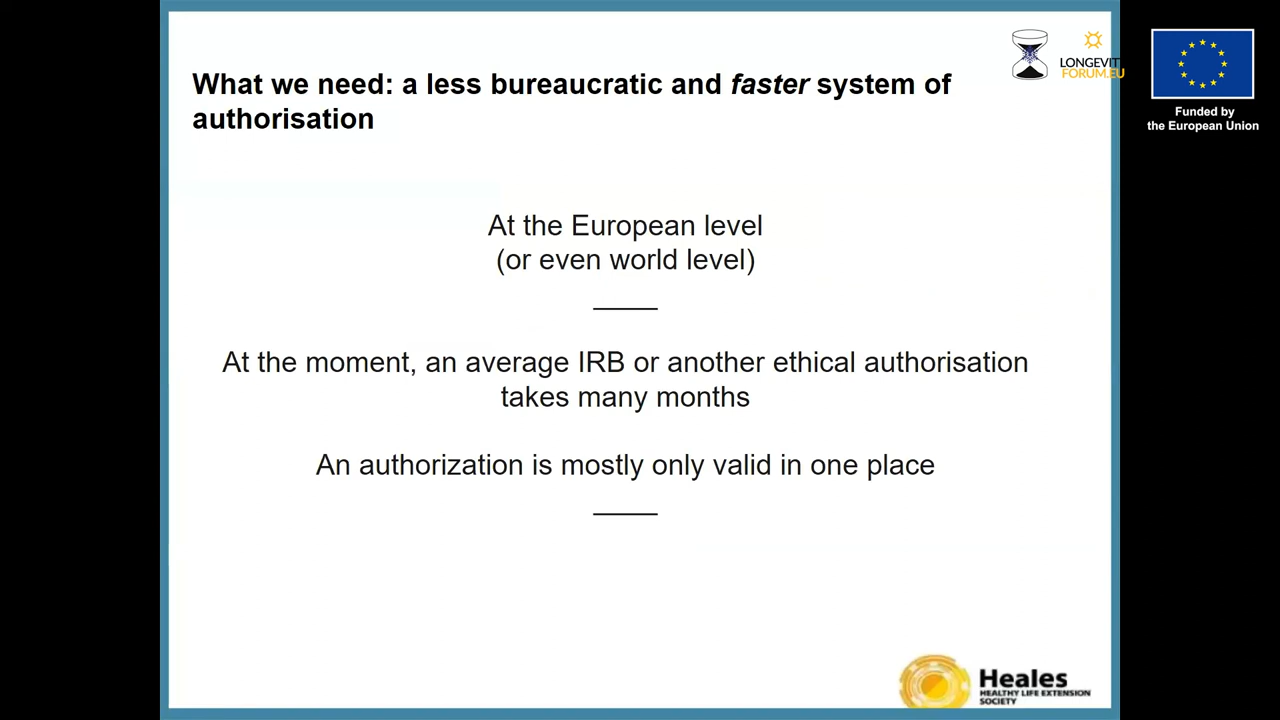 What we need: a less bureaucratic and faster system of
authorisation
At the European level
(or even world level)
At the moment, an average IRB or another ethical authorisation
takes many months
An authorization is mostly only valid in one place
LONGEVIT
FORUM.EU
Funded by
the European Union
Heales
HEALTHY LIFE EXTENSION
SOCIETY